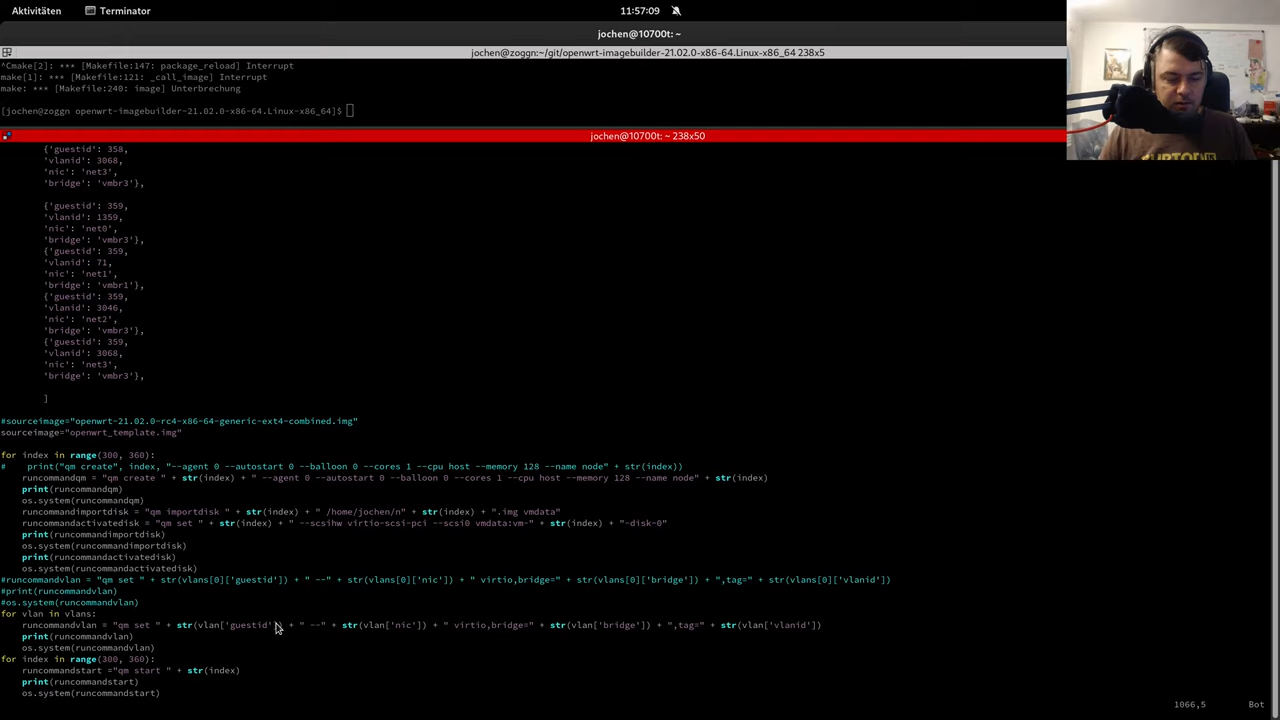 Aktivitäten
Terminator
11:57:09
jochen@10700t: ~
jochen@zoggn:~/git/openwrt-imagebuilder-21.02.0-x86-64.Linux-x86_64 238x5
^Cmake[2]: *** [Makefile:147: package_reload] Interrupt
make[1]: *** [Makefile:121: _call_image] Interrupt
make: *** [Makefile:240: image] Unterbrechung
[jochen@zoggn openwrt-imagebuilder-21.02.0-x86-64.Linux-x86_64]$
jochen@10700t: ~ 238x50
{'guestid': 358,
'vlanid': 3068,
'nic': 'net3',
'bridge': 'vmbr3'},
{'guestid': 359,
'vlanid': 1359,
'nic': 'net0',
'bridge': 'vmbr3'},
{'guestid': 359,
'vlanid': 71,
'nic': 'net1',
'bridge': 'vmbr1'},
{'guestid': 359,
'vlanid': 3046,
'nic': 'net2',
'bridge': 'vmbr3'},
{'guestid': 359,
'vlanid': 3068,
'nic': 'net3',
'bridge': 'vmbr3'},
]
#sourceimage="openwrt-21.02.0-rc4-x86-64-generic-ext4-combined.img"
sourceimage="openwrt_template.img"
for index in range(300, 360):
#    print("qm create", index, "--agent 0 --autostart 0 --balloon 0 --cores 1 --cpu host --memory 128 --name node" + str(index))
runcommandqm = "qm create " + str(index) + " --agent 0 --autostart 0 --balloon 0 --cores 1 --cpu host --memory 128 --name node" + str(index)
print(runcommandqm)
os.system(runcommandqm)
runcommandimportdisk = "qm importdisk " + str(index) + " /home/jochen/n" + str(index) + ".img vmdata"
runcommandactivatedisk = "qm set " + str(index) + " --scsihw virtio-scsi-pci --scsi0 vmdata:vm-" + str(index) + "-disk-0"
print(runcommandimportdisk)
os.system(runcommandimportdisk)
print(runcommandactivatedisk)
os.system(runcommandactivatedisk)
#runcommandvlan = "qm set " + str(vlans[0]['guestid']) + " --" + str(vlans[0]['nic']) + " virtio,bridge=" + str(vlans[0]['bridge']) + ",tag=" + str(vlans[0]['vlanid'])
#print(runcommandvlan)
#os.system(runcommandvlan)
for vlan in vlans:
runcommandvlan = "qm set " + str(vlan['guestid']) + " --" + str(vlan['nic']) + " virtio,bridge=" + str(vlan['bridge']) + ",tag=" + str(vlan['vlanid'])
print(runcommandvlan)
os.system(runcommandvlan)
for index in range(300, 360):
runcommandstart ="qm start " + str(index)
print(runcommandstart)
os.system(runcommandstart)
1066,5
Bot